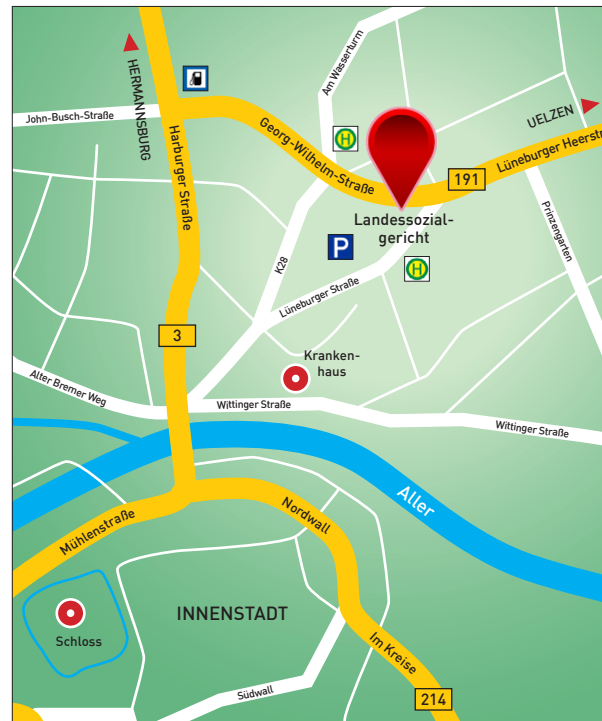 Am Wasserturm
HERMANNSBURG
John-Busch-Straße
Harburger Straße
Georg-Wilhelm-Straße
H
UELZEN
191
Lüneburger Heerst
Landessozial-
gericht
P
H
Prinzengarten
K28
Lüneburger Straße
3
Kranken-
haus
Alter Bremer Weg
Wittinger Straße
Wittinger Straße
Aller
Mühlenstraße
Nordwall
INNENSTADT
Schloss
Im Kreise
Südwall
214